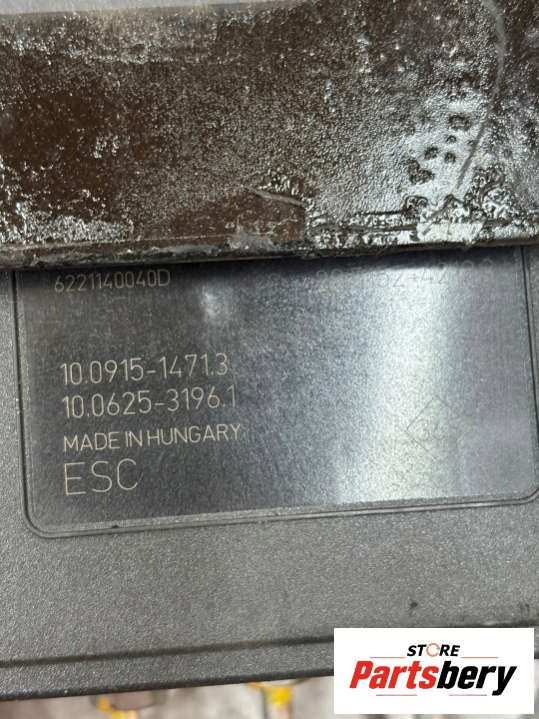 6221140040D
10.0915-1471.3
10.0625-3196.1
MADE IN HUNGARY
ESC
STORE
Partsbery